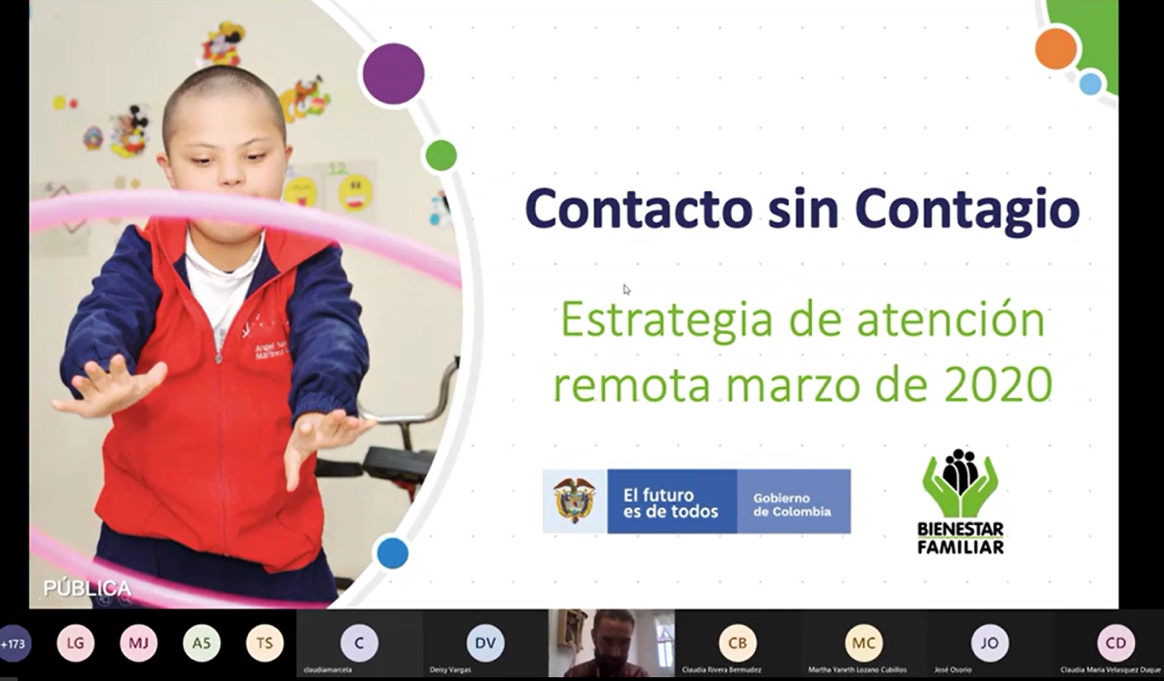 Contacto sin Contagio
Estrategia de atención
remota marzo de 2020
El futuro
es de todos
Gobierno
de Colombia
BIENESTAR
FAMILIAR
12
PÚBLICA
+173
LG
MJ
A5
TS
C
claudiamarcela
DV
Deisy Vargas
CB
Claudia Rivera Bermudez
MC
Martha Yaneth Lozano Cubillos
JO
José Osorio
CD
Claudia Maria Velasquez Duque